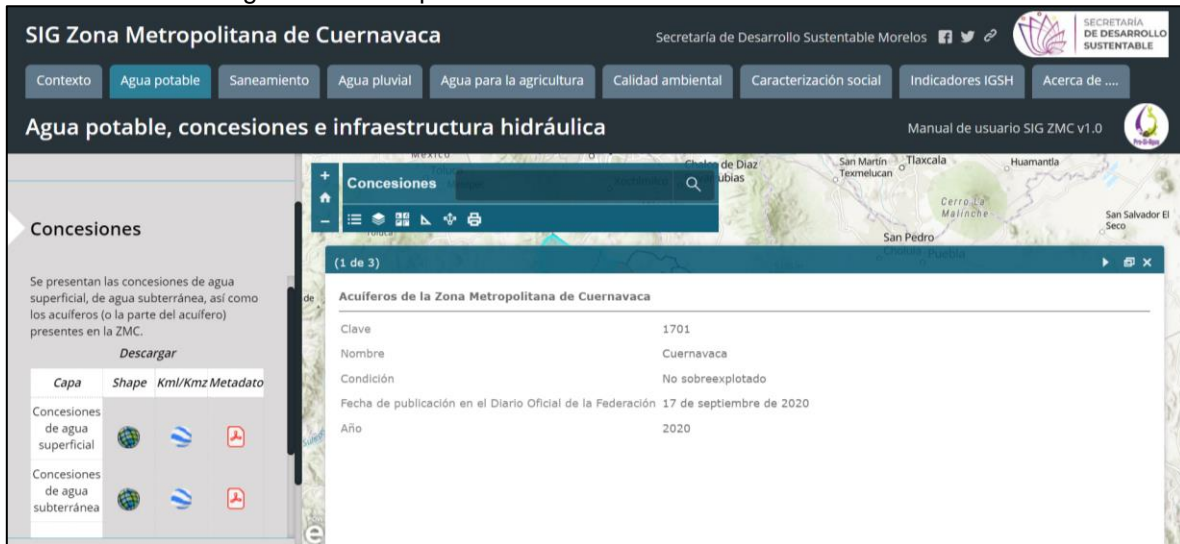 SIG Zona Metropolitana de Cuernavaca
Secretaría de Desarrollo Sustentable Morelos
SECRETARÍA
DE DESARROLLO
SUSTENTABLE
Contexto
Agua potable
Saneamiento
Agua pluvial
Agua para la agricultura
Calidad ambiental
Caracterización social
Indicadores IGSH
Acerca de ....
Agua potable, concesiones e infraestructura hidráulica
Manual de usuario SIG ZMC v1.0
Concesiones
Se presentan las concesiones de agua
superficial, de agua subterránea, así como
los acuíferos (o la parte del acuífero)
presentes en la ZMC.
Descargar
Capa Shape Kml/Kmz Metadato
Concesiones
de agua
superficial
Concesiones
de agua
subterránea
+
−
Concesiones
de Diaz
San Martín
Texmelucan
Tlaxcala
Huamantla
Cerro La
Malinche
San Pedro
San Salvador El
Seco
(1 de 3)
Acuíferos de la Zona Metropolitana de Cuernavaca
Clave 1701
Nombre Cuernavaca
Condición No sobreexplotado
Fecha de publicación en el Diario Oficial de la Federación 17 de septiembre de 2020
Año 2020